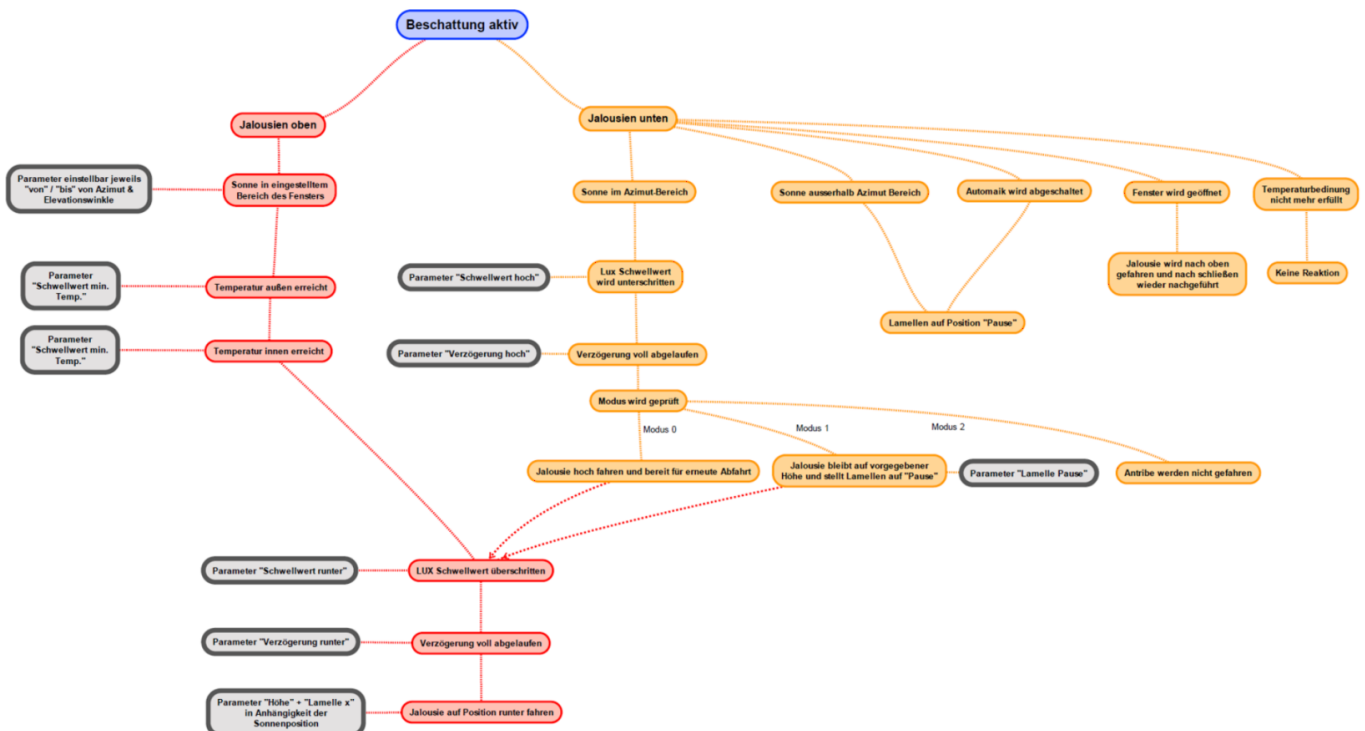 Beschattung aktiv
Jalousien oben
Jalousien unten
Parameter einstellbar jeweils
"von" / "bis" von Azimut &
Elevationswinkle
Sonne in eingestelltem
Bereich des Fensters
Sonne im Azimut-Bereich
Sonne ausserhalb Azimut Bereich
Automaik wird abgeschaltet
Fenster wird geöffnet
Temperaturbedinung
nicht mehr erfüllt
Parameter
"Schwellwert min.
Temp."
Temperatur außen erreicht
Parameter "Schwellwert hoch"
Lux Schwellwert
wird unterschritten
Jalousie wird nach oben
gefahren und nach schließen
wieder nachgeführt
Keine Reaktion
Lamellen auf Position "Pause"
Parameter
"Schwellwert min.
Temp."
Temperatur innen erreicht
Parameter "Verzögerung hoch"
Verzögerung voll abgelaufen
Modus wird geprüft
Modus 0
Modus 1
Modus 2
Jalousie hoch fahren und bereit für erneute Abfahrt
Jalousie bleibt auf vorgegebener
Höhe und stellt Lamellen auf "Pause"
Parameter "Lamelle Pause"
Antribe werden nicht gefahren
Parameter "Schwellwert runter"
LUX Schwellwert überschritten
Parameter "Verzögerung runter"
Verzögerung voll abgelaufen
Parameter "Höhe" + "Lamelle x"
in Anhängigkeit der
Sonnenposition
Jalousie auf Position runter fahren